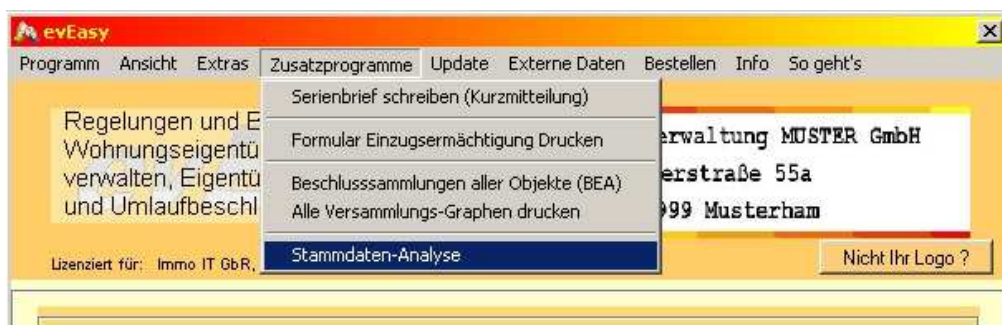 evEasy
Programm Ansicht Extras Zusatzprogramme Update Externe Daten Bestellen Info So geht's
Serienbrief schreiben (Kurzmitteilung)
Formular Einzugsermächtigung Drucken
Beschlusssammlungen aller Objekte (BEA)
Alle Versammlungs-Graphen drucken
Stammdaten-Analyse
Regelungen und E
Wohnungseigentü
verwalten, Eigentü
und Umlaufbeschl
erwaltung MUSTER GmbH
erstraße 55a
999 Musterham
Lizenziert für: Immo IT GbR,
Nicht Ihr Logo ?